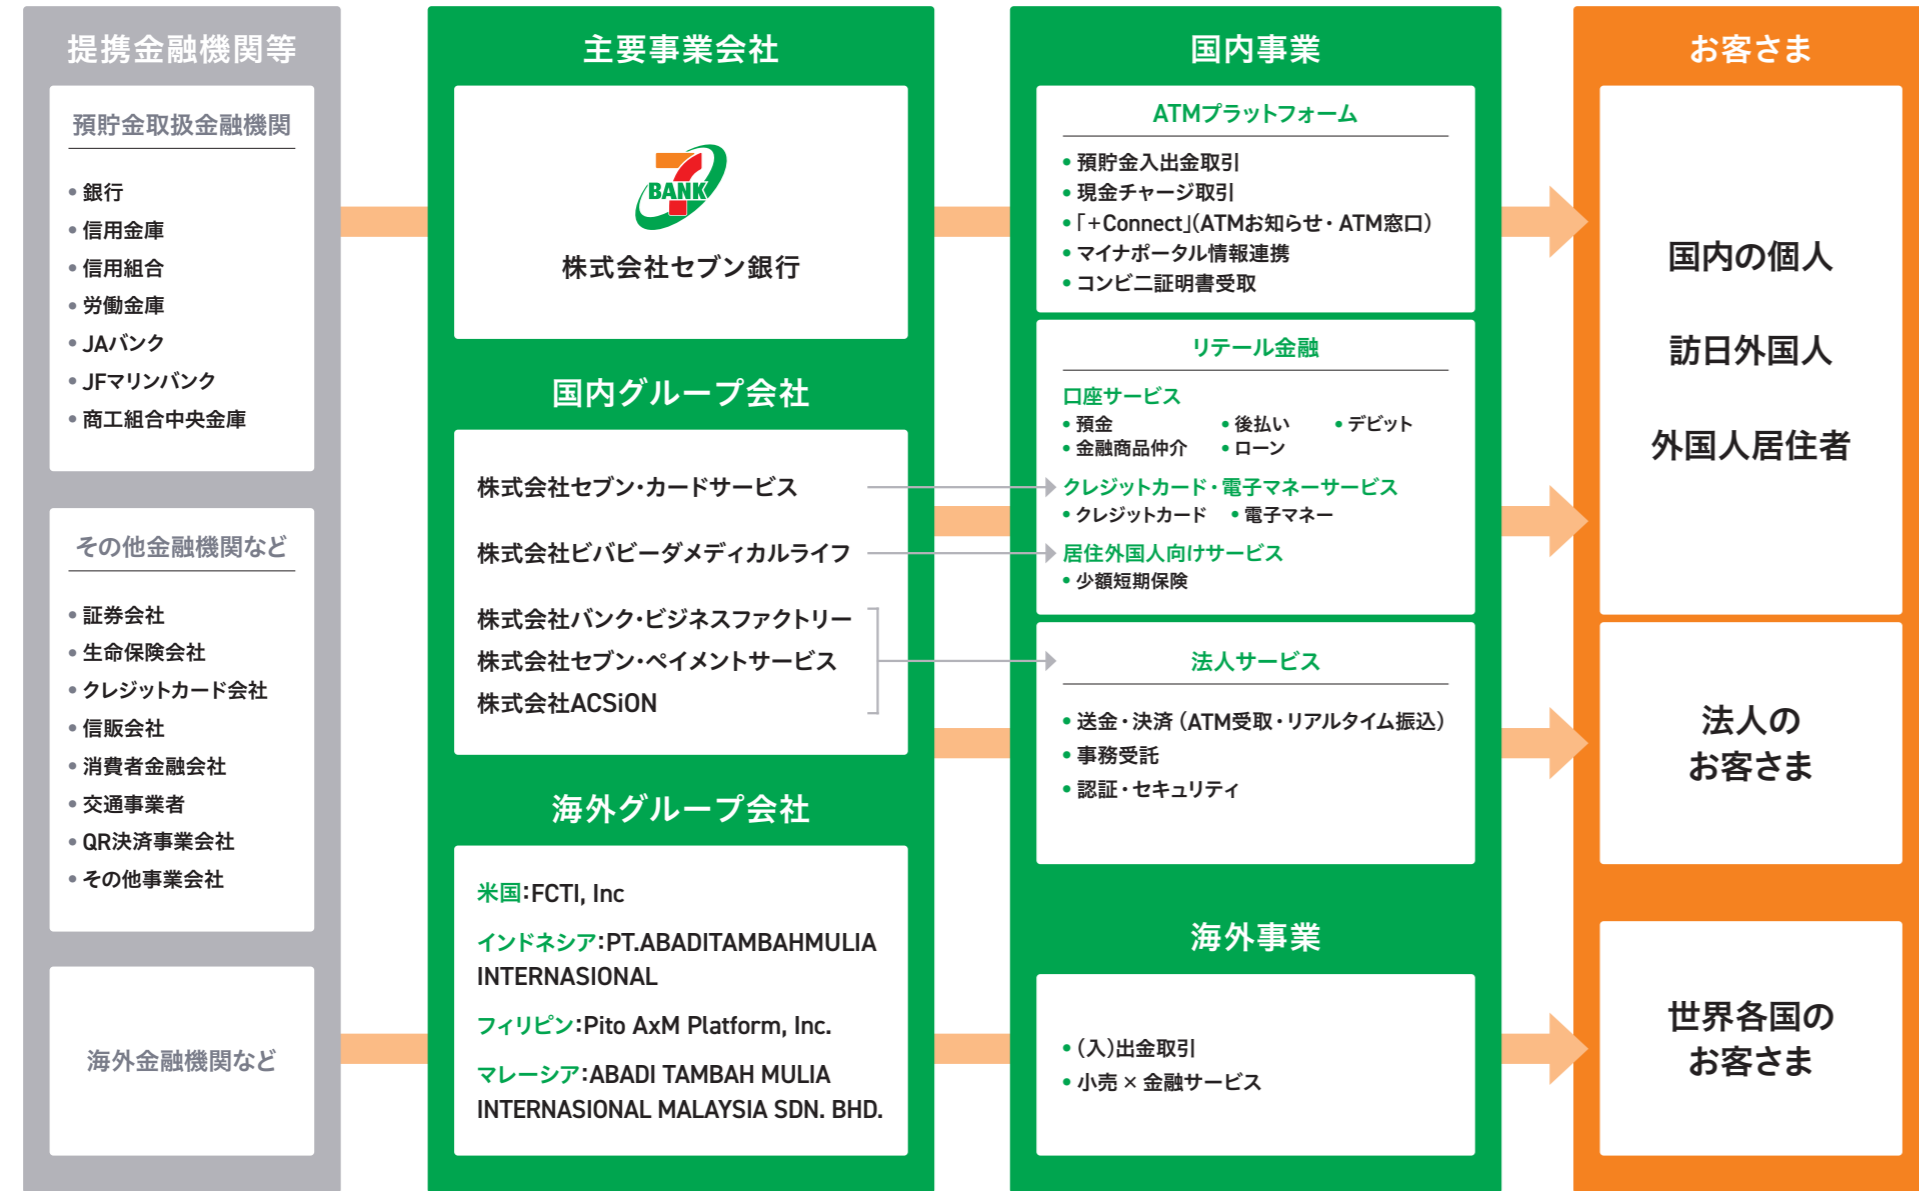 提携金融機関等
預貯金取扱金融機関
• 銀行
• 信用金庫
• 信用組合
• 労働金庫
• JAバンク
• JFマリンバンク
• 商工組合中央金庫
その他金融機関など
• 証券会社
• 生命保険会社
• クレジットカード会社
• 信販会社
• 消費者金融会社
• 交通事業者
• QR決済事業会社
• その他事業会社
海外金融機関など
主要事業会社
7
BANK
株式会社セブン銀行
国内グループ会社
株式会社セブン・カードサービス
株式会社ビバビーダメディカルライフ
株式会社バンク・ビジネスファクトリー
株式会社セブン・ペイメントサービス
株式会社ACSiON
海外グループ会社
米国：FCTI, Inc
インドネシア：PT.ABADITAMBAHMULIA
INTERNASIONAL
フィリピン：Pito AxM Platform, Inc.
マレーシア：ABADI TAMBAH MULIA
INTERNASIONAL MALAYSIA SDN. BHD.
国内事業
ATMプラットフォーム
• 預貯金入出金取引
• 現金チャージ取引
• 「+Connect」（ATMお知らせ・ATM窓口）
• マイナポータル情報連携
• コンビニ証明書受取
リテール金融
口座サービス
• 預金 • 後払い • デビット
• 金融商品仲介 • ローン
クレジットカード・電子マネーサービス
• クレジットカード • 電子マネー
居住外国人向けサービス
• 少額短期保険
法人サービス
• 送金・決済（ATM受取・リアルタイム振込）
• 事務受託
• 認証・セキュリティ
海外事業
• （入）出金取引
• 小売 × 金融サービス
お客さま
国内の個人
訪日外国人
外国人居住者
法人の
お客さま
世界各国の
お客さま